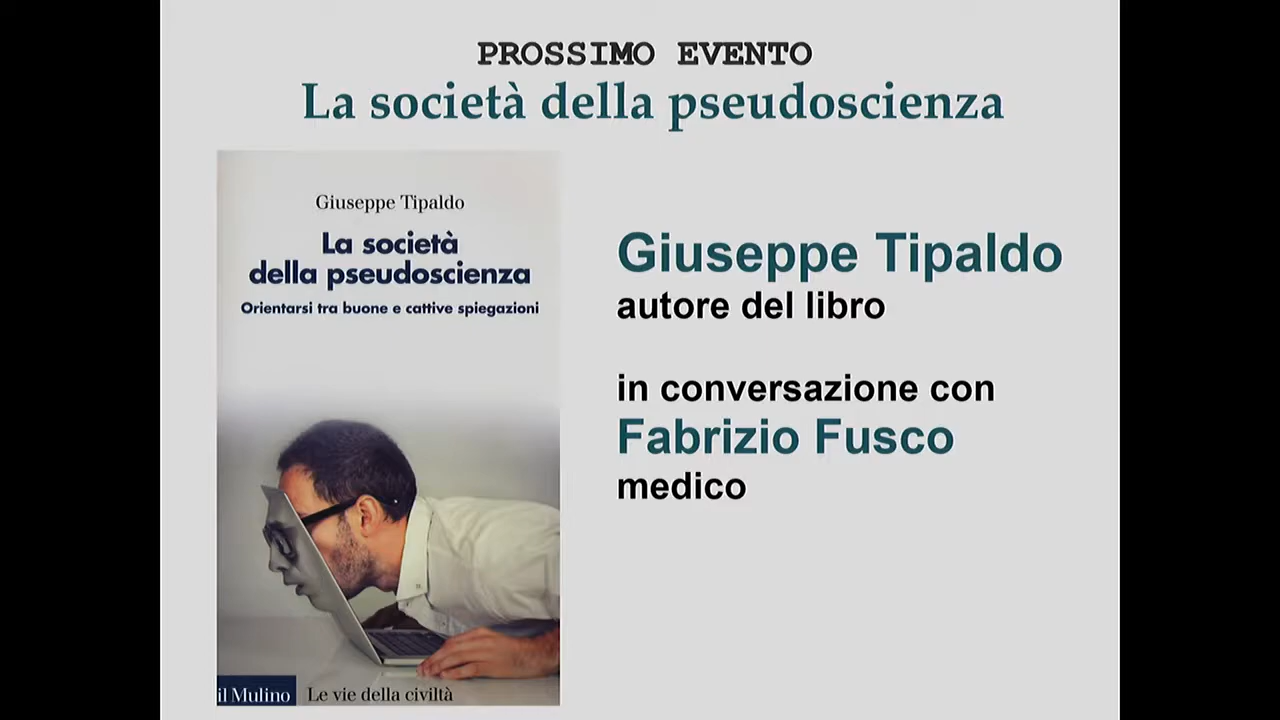 PROSSIMO EVENTO
La società della pseudoscienza
Giuseppe Tipaldo
La società
della pseudoscienza
Orientarsi tra buone e cattive spiegazioni
il Mulino Le vie della civiltà
Giuseppe Tipaldo
autore del libro
in conversazione con
Fabrizio Fusco
medico